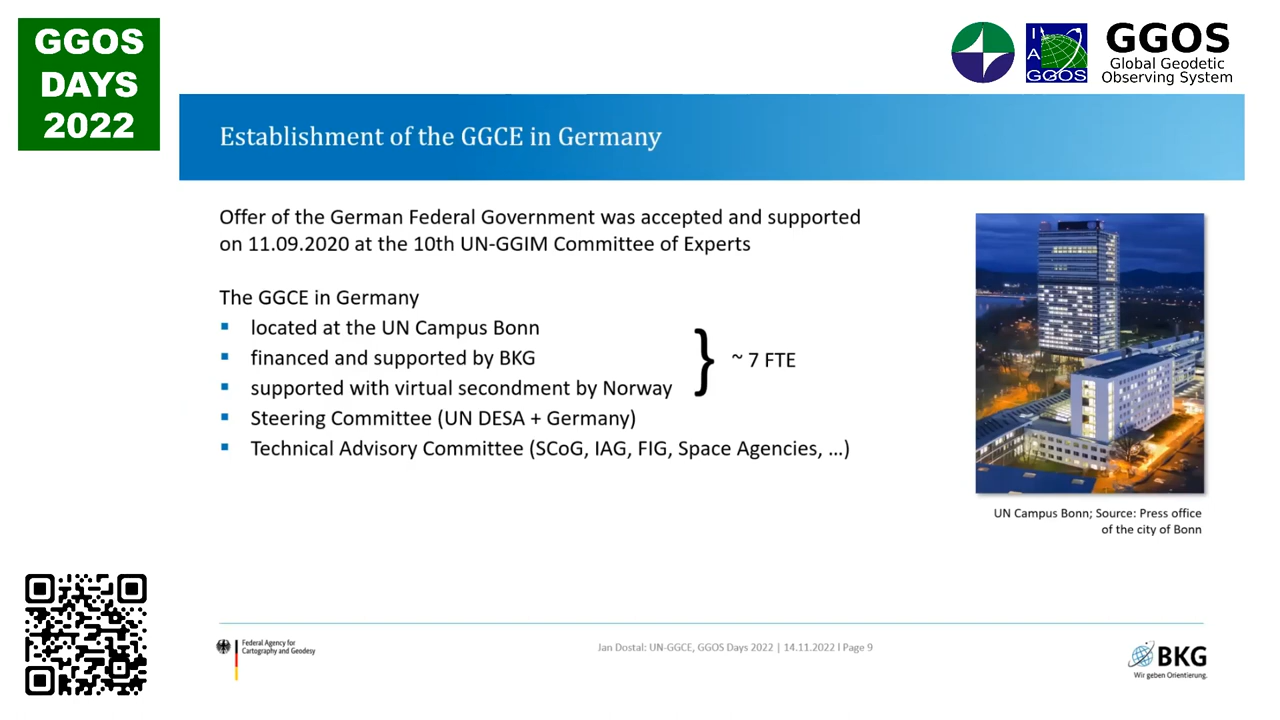 GGOS
DAYS
2022
I
A
GGOS
GGOS
Global Geodetic
Observing System
Establishment of the GGCE in Germany
Offer of the German Federal Government was accepted and supported
on 11.09.2020 at the 10th UN-GGIM Committee of Experts
The GGCE in Germany
▪ located at the UN Campus Bonn
▪ financed and supported by BKG
▪ supported with virtual secondment by Norway
} ~ 7 FTE
▪ Steering Committee (UN DESA + Germany)
▪ Technical Advisory Committee (SCoG, IAG, FIG, Space Agencies, ...)
UN Campus Bonn; Source: Press office
of the city of Bonn
Federal Agency for
Cartography and Geodesy
Jan Dostal: UN-GGCE, GGOS Days 2022 | 14.11.2022 I Page 9
BKG
Wir geben Orientierung.